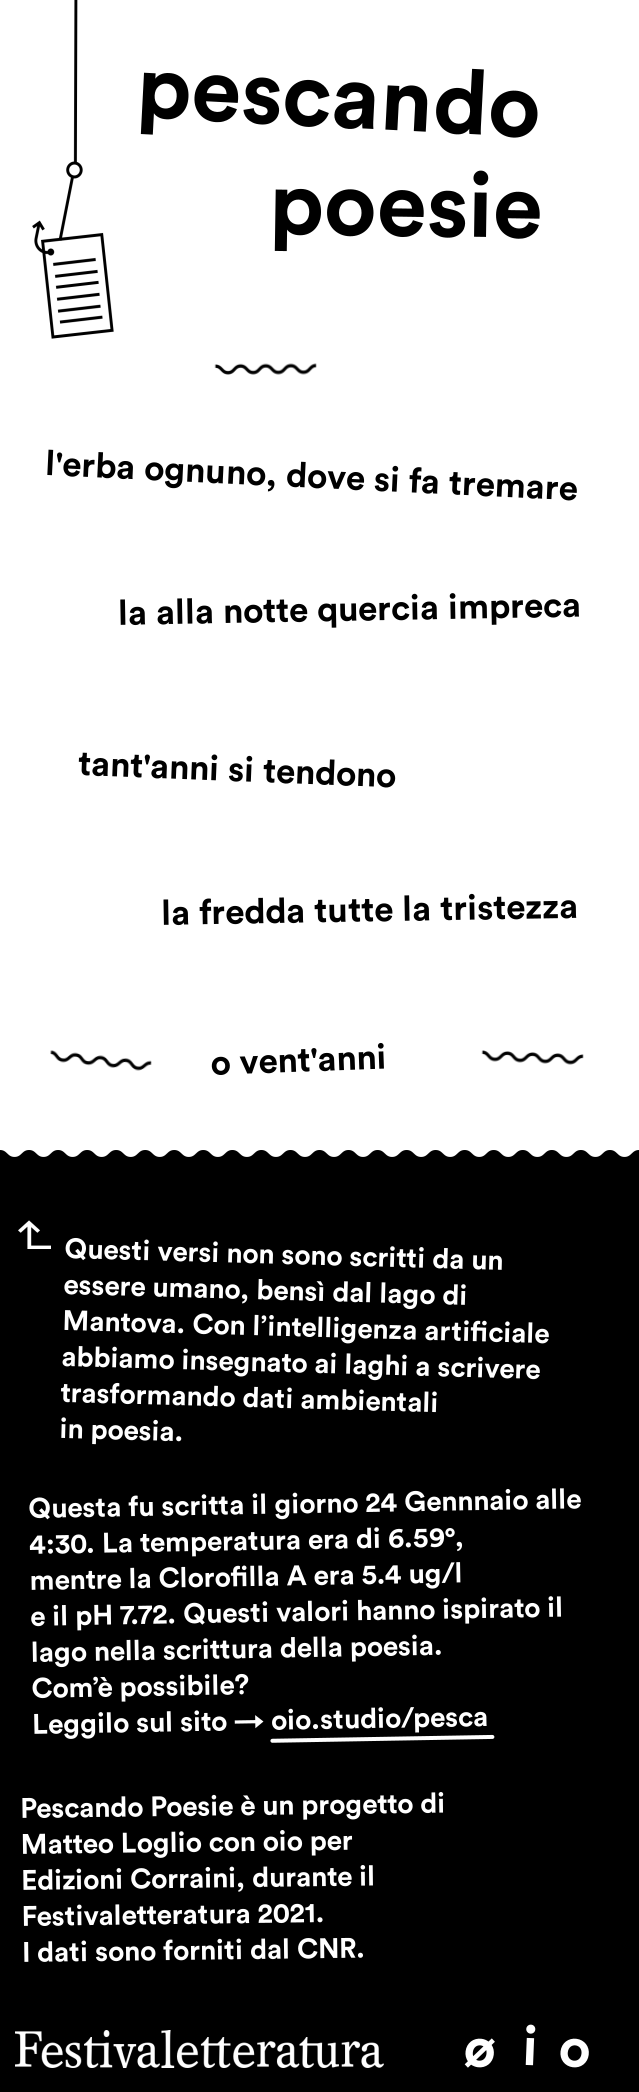 pescando
poesie
l'erba ognuno, dove si fa tremare
la alla notte quercia impreca
tant'anni si tendono
la fredda tutte la tristezza
o vent'anni
Questi versi non sono scritti da un
essere umano, bensì dal lago di
Mantova. Con l’intelligenza artificiale
abbiamo insegnato ai laghi a scrivere
trasformando dati ambientali
in poesia.
Questa fu scritta il giorno 24 Gennnaio alle
4:30. La temperatura era di 6.59°,
mentre la Clorofilla A era 5.4 ug/l
e il pH 7.72. Questi valori hanno ispirato il
lago nella scrittura della poesia.
Com’è possibile?
Leggilo sul sito → oio.studio/pesca
Pescando Poesie è un progetto di
Matteo Loglio con oio per
Edizioni Corraini, durante il
Festivaletteratura 2021.
I dati sono forniti dal CNR.
Festivaletteratura ø i o